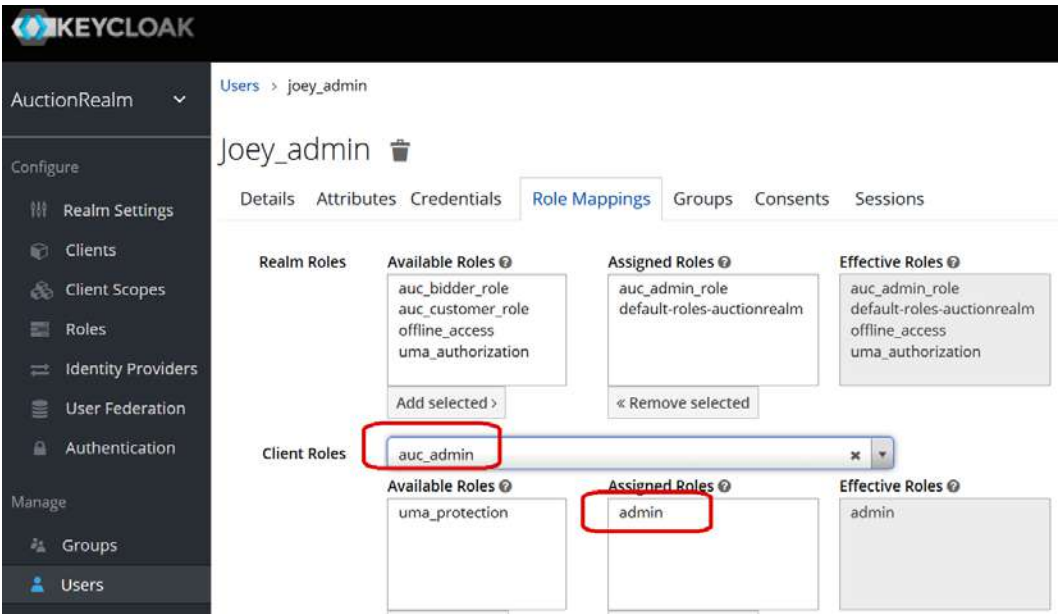 KEYCLOAK
AuctionRealm
Users > joey_admin
Joey_admin
Configure
Realm Settings
Clients
Client Scopes
Roles
Identity Providers
User Federation
Authentication
Manage
Groups
Users
Details Attributes Credentials Role Mappings Groups Consents Sessions
Realm Roles
Available Roles
auc_bidder_role
auc_customer_role
offline_access
uma_authorization
Add selected >
Assigned Roles
auc_admin_role
default-roles-auctionrealm
« Remove selected
Effective Roles
auc_admin_role
default-roles-auctionrealm
offline_access
uma_authorization
Client Roles
auc_admin
Available Roles
uma_protection
Assigned Roles
admin
Effective Roles
admin